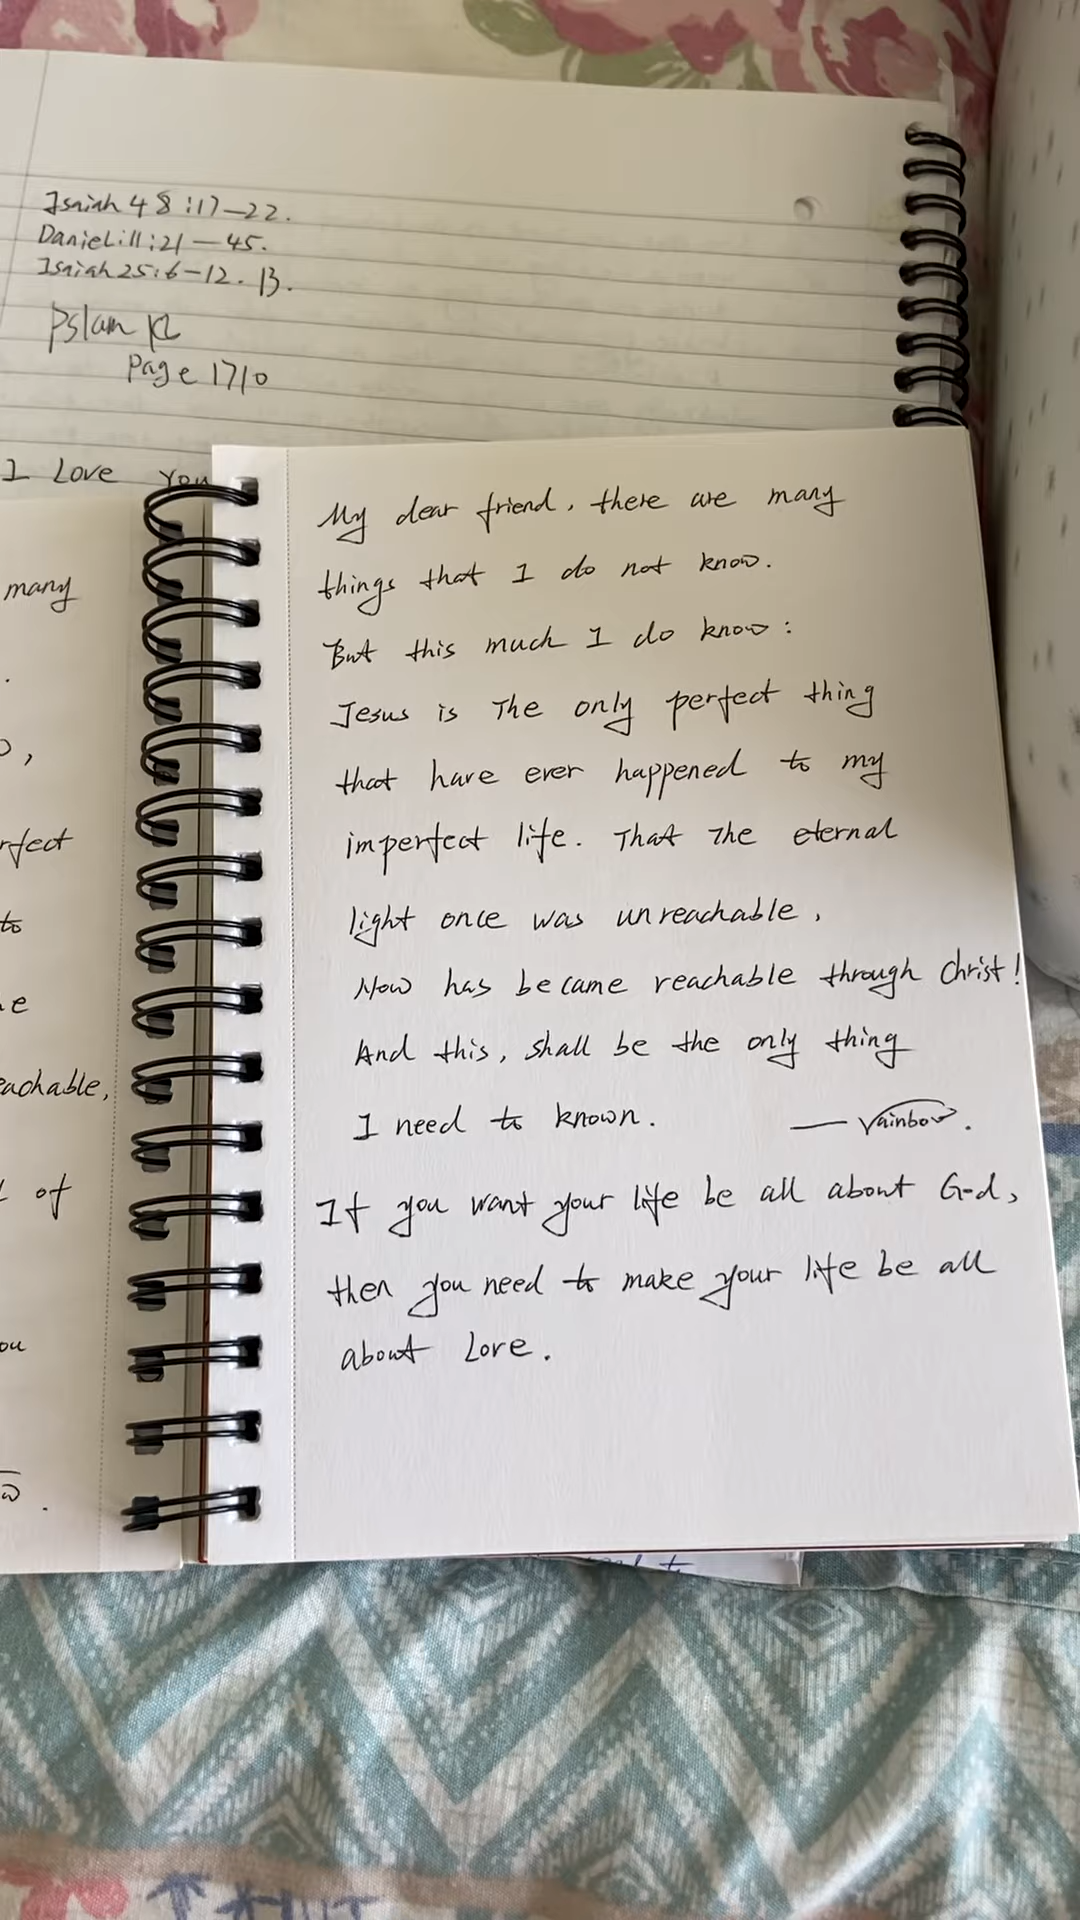 Isaiah 48:17—22.
Daniel.11:21—45.
Isaiah 25:6—12. 13.
Pslam
Page 1710
I Love You
many
.
,
rfect
to
e
eachable,
of
ou
.
My dear friend, there are many
things that I do not know.
But this much I do know:
Jesus is The only perfect thing
that have ever happened to my
imperfect life. That The eternal
light once was unreachable,
Now has became reachable through Christ!
And this, shall be the only thing
I need to known. — rainbow.
If you want your life be all about G-d,
then you need to make your life be all
about Love.